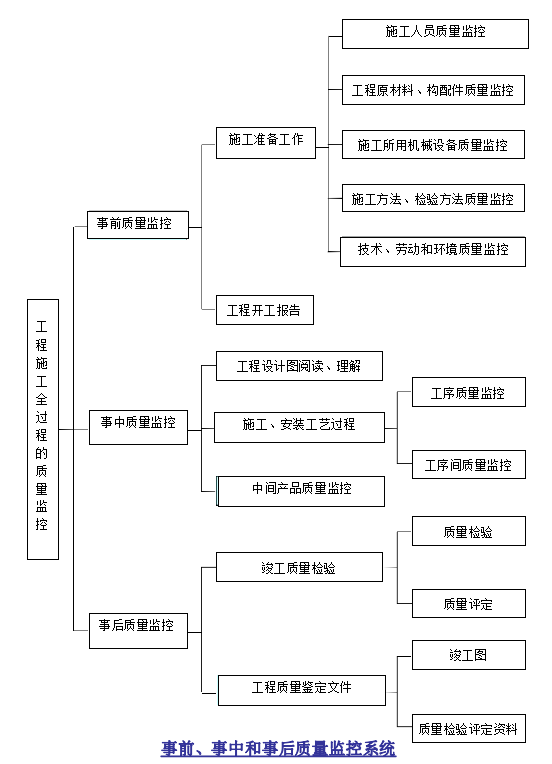 工程施工全过程的质量监控
事前质量监控
施工准备工作
施工人员质量监控
工程原材料、构配件质量监控
施工所用机械设备质量监控
施工方法、检验方法质量监控
技术、劳动和环境质量监控
工程开工报告
事中质量监控
工程设计图阅读、理解
施工、安装工艺过程
工序质量监控
工序间质量监控
中间产品质量监控
事后质量监控
竣工质量检验
质量检验
质量评定
工程质量鉴定文件
竣工图
质量检验评定资料
事前、事中和事后质量监控系统